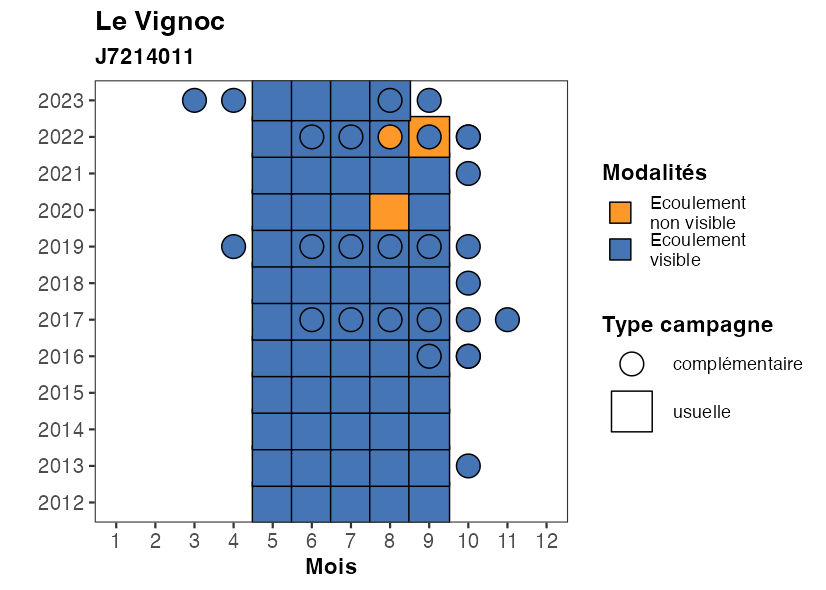 Le Vignoc
J7214011
2023
2022
2021
2020
2019
2018
2017
2016
2015
2014
2013
2012
1 2 3 4 5 6 7 8 9 10 11 12
Mois
Modalités
Ecoulement
non visible
Ecoulement
visible
Type campagne
complémentaire
usuelle